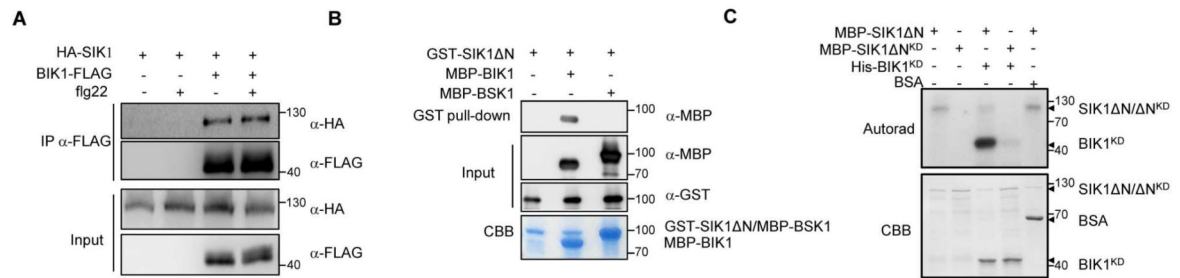 A
HA-SIK1 + + + +
BIK1-FLAG - - + +
flg22 - + - +
IP α-FLAG
130
α-HA
α-FLAG
40
Input
α-HA
130
α-FLAG
40
B
GST-SIK1ΔN + + +
MBP-BIK1 - + -
MBP-BSK1 - - +
GST pull-down
100
α-MBP
Input
100
α-MBP
70
100
α-GST
CBB
100
GST-SIK1ΔN/MBP-BSK1
MBP-BIK1
70
C
MBP-SIK1ΔN + - + - +
MBP-SIK1ΔNᴷᴰ - + - + -
His-BIK1ᴷᴰ - - + + -
BSA - - - - +
Autorad
130
SIK1ΔN/ΔNᴷᴰ
70
BIK1ᴷᴰ
40
CBB
130
SIK1ΔN/ΔNᴷᴰ
70
BSA
40
BIK1ᴷᴰ